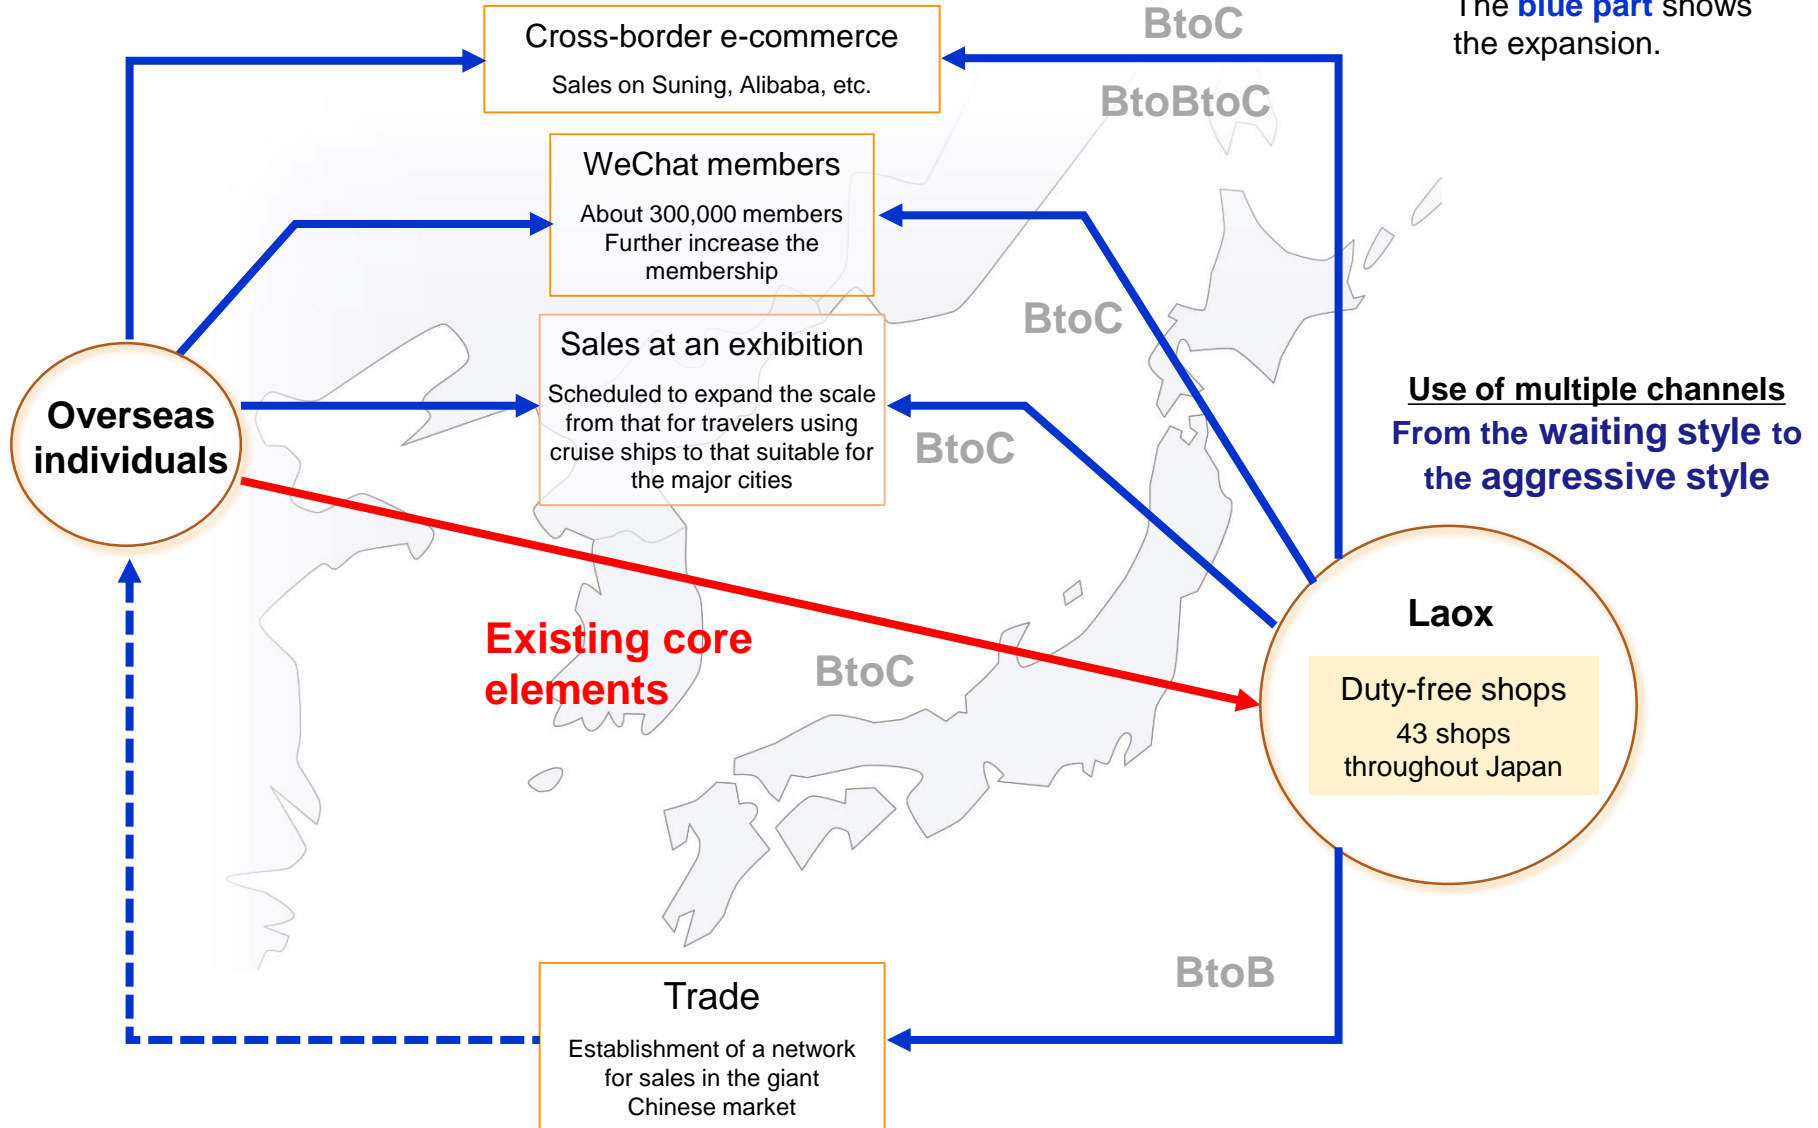 The blue part shows
the expansion.
Cross-border e-commerce
Sales on Suning, Alibaba, etc.
BtoC
BtoBtoC
WeChat members
About 300,000 members
Further increase the
membership
BtoC
Sales at an exhibition
Scheduled to expand the scale
from that for travelers using
cruise ships to that suitable for
the major cities
BtoC
Use of multiple channels
From the waiting style to
the aggressive style
Overseas
individuals
Existing core
elements
BtoC
Laox
Duty-free shops
43 shops
throughout Japan
BtoB
Trade
Establishment of a network
for sales in the giant
Chinese market